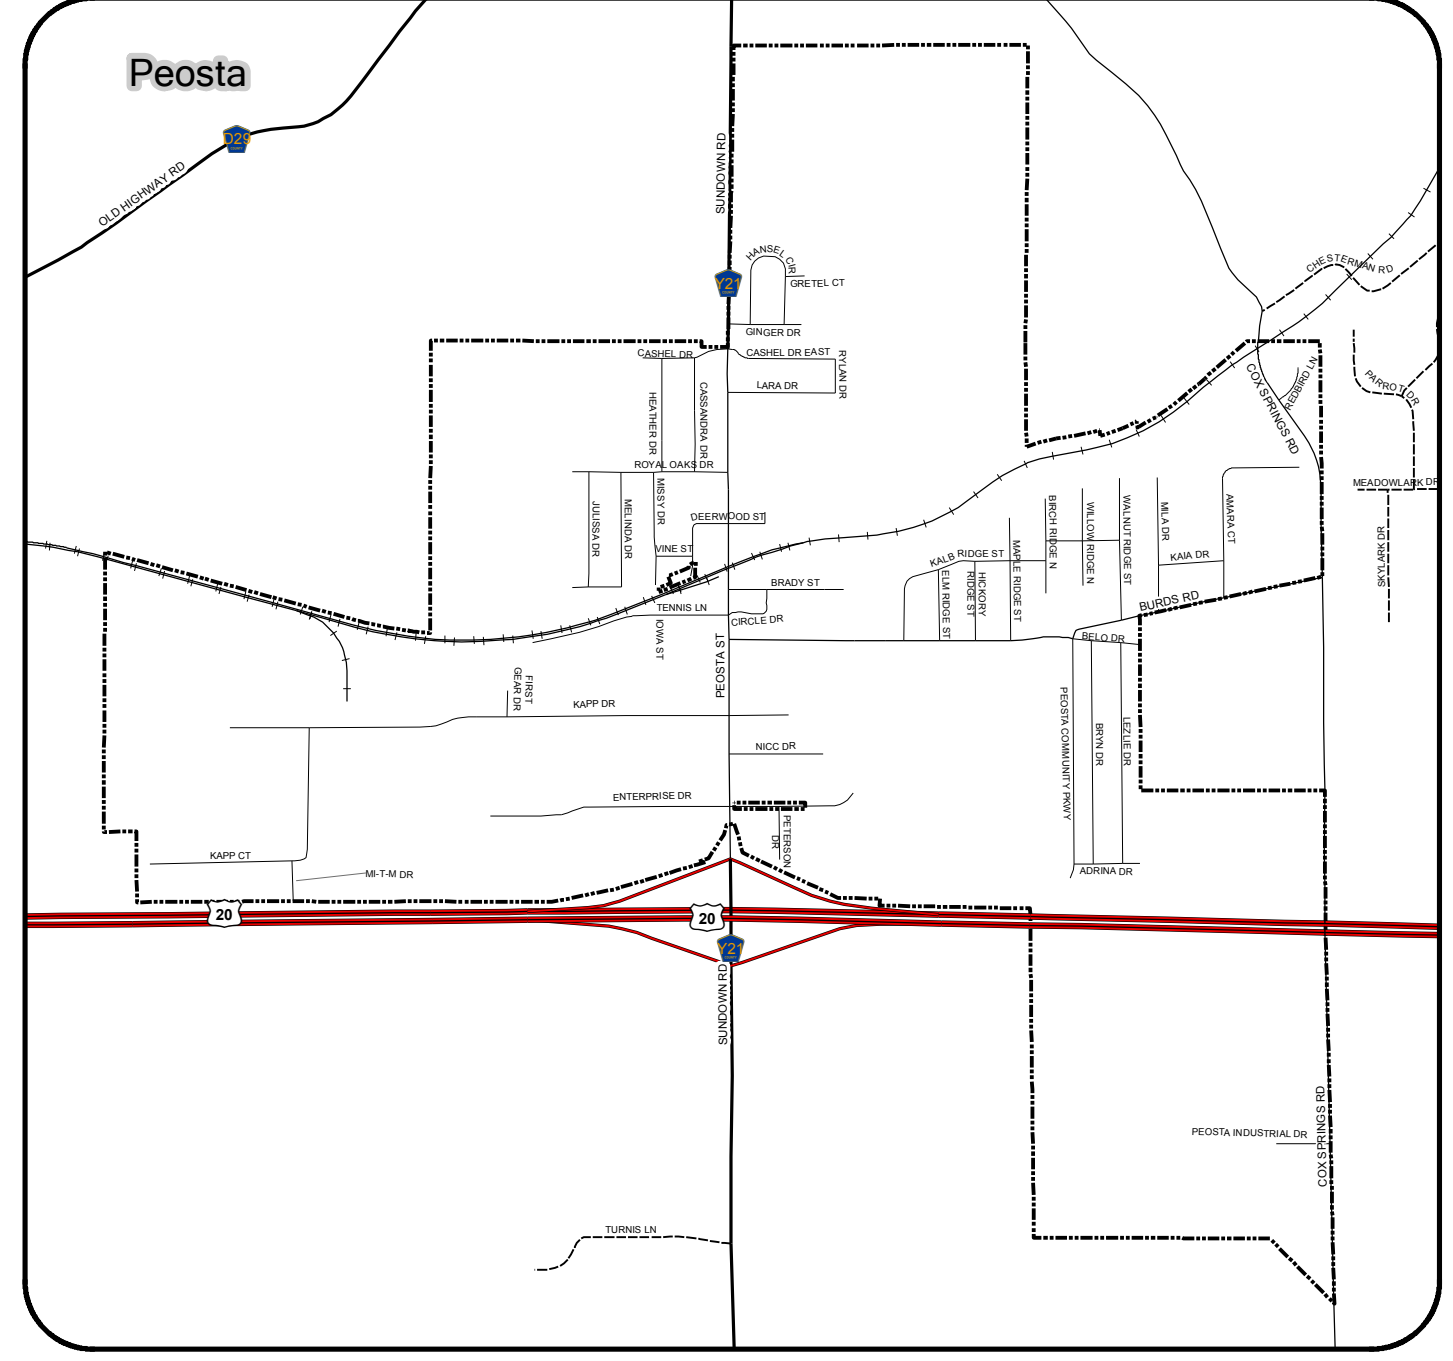 Peosta
D29
OLD HIGHWAY RD
SUNDOWN RD
Y21
HANSEL CIR
GRETEL CT
GINGER DR
CHESTERMAN RD
CASHEL DR
CASHEL DR EAST
RYLAN DR
LARA DR
HEATHER DR
CASSANDRA DR
COX SPRINGS RD
REDBIRD LN
PARROT DR
ROYAL OAKS DR
MEADOWLARK DR
JULISSA DR
MELINDA DR
MISSY DR
DEERWOOD ST
VINE ST
BIRCH RIDGE N
WILLOW RIDGE N
WALNUT RIDGE ST
MILA DR
AMARA CT
KAIA DR
SKYLARK DR
KALB RIDGE ST
ELM RIDGE ST
HICKORY
RIDGE ST
MAPLE RIDGE ST
BRADY ST
TENNIS LN
CIRCLE DR
IOWA ST
BURDS RD
BELO DR
PEOSTA ST
FIRST
GEAR DR
KAPP DR
NICC DR
PEOSTA COMMUNITY PKWY
BRYN DR
LEZLIE DR
ENTERPRISE DR
PETERSON
DR
KAPP CT
MI-T-M DR
ADRINA DR
20
20
Y21
SUNDOWN RD
PEOSTA INDUSTRIAL DR
COX SPRINGS RD
TURNIS LN